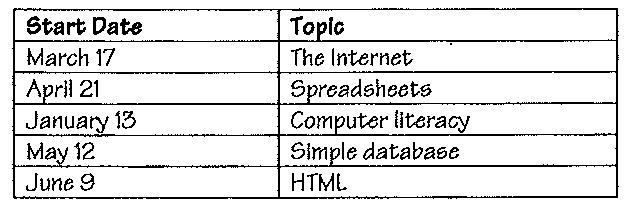 Start Date Topic
March 17 The Internet
April 21 Spreadsheets
January 13 Computer literacy
May 12 Simple database
June 9 HTML